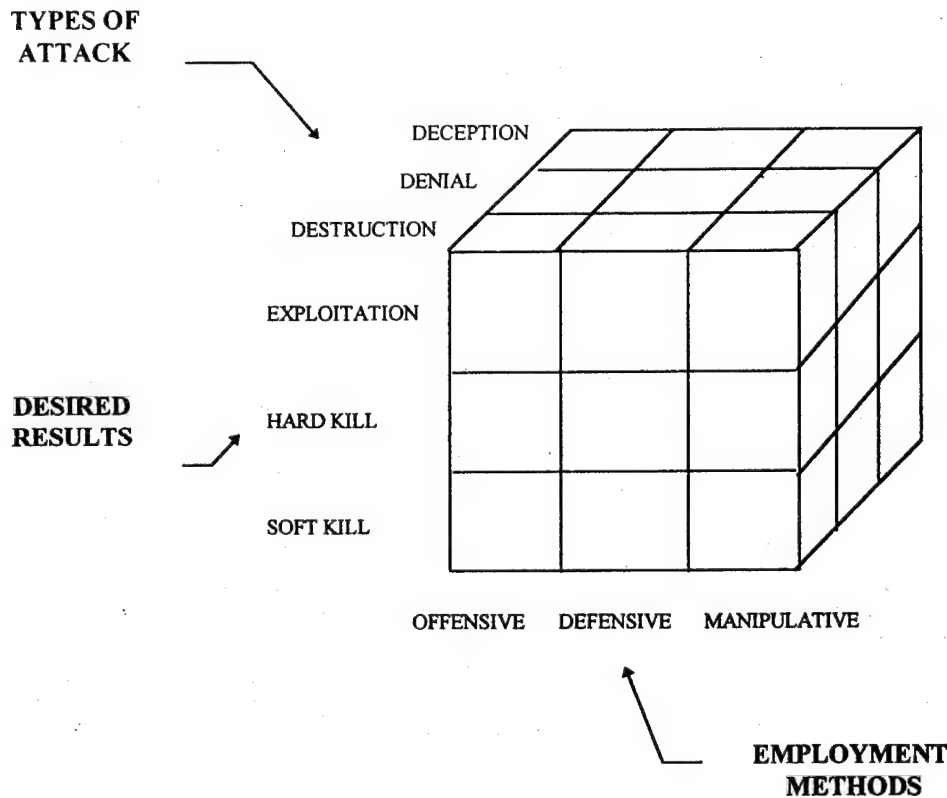 TYPES OF
ATTACK
DECEPTION
DENIAL
DESTRUCTION
EXPLOITATION
DESIRED
RESULTS
HARD KILL
SOFT KILL
OFFENSIVE DEFENSIVE MANIPULATIVE
EMPLOYMENT
METHODS